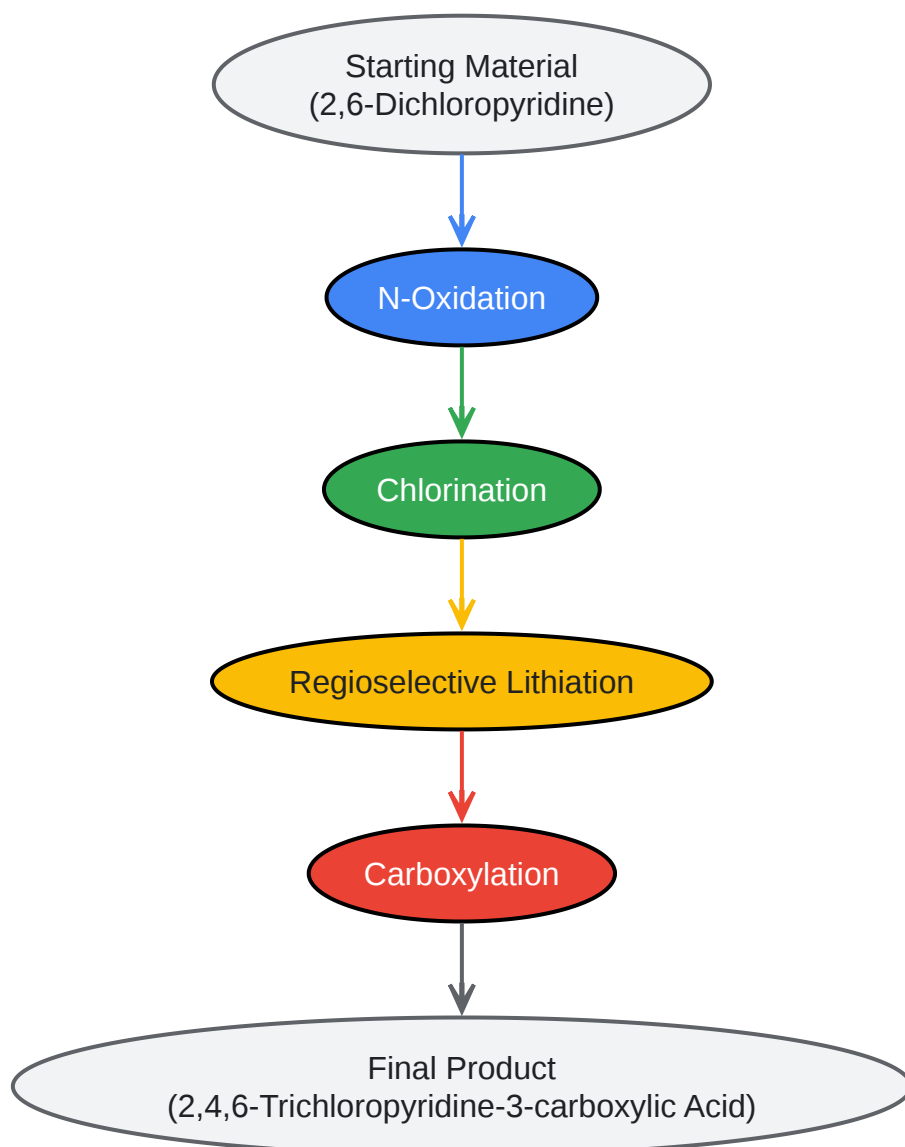 Starting Material
(2,6-Dichloropyridine)
N-Oxidation
Chlorination
Regioselective Lithiation
Carboxylation
Final Product
(2,4,6-Trichloropyridine-3-carboxylic Acid)